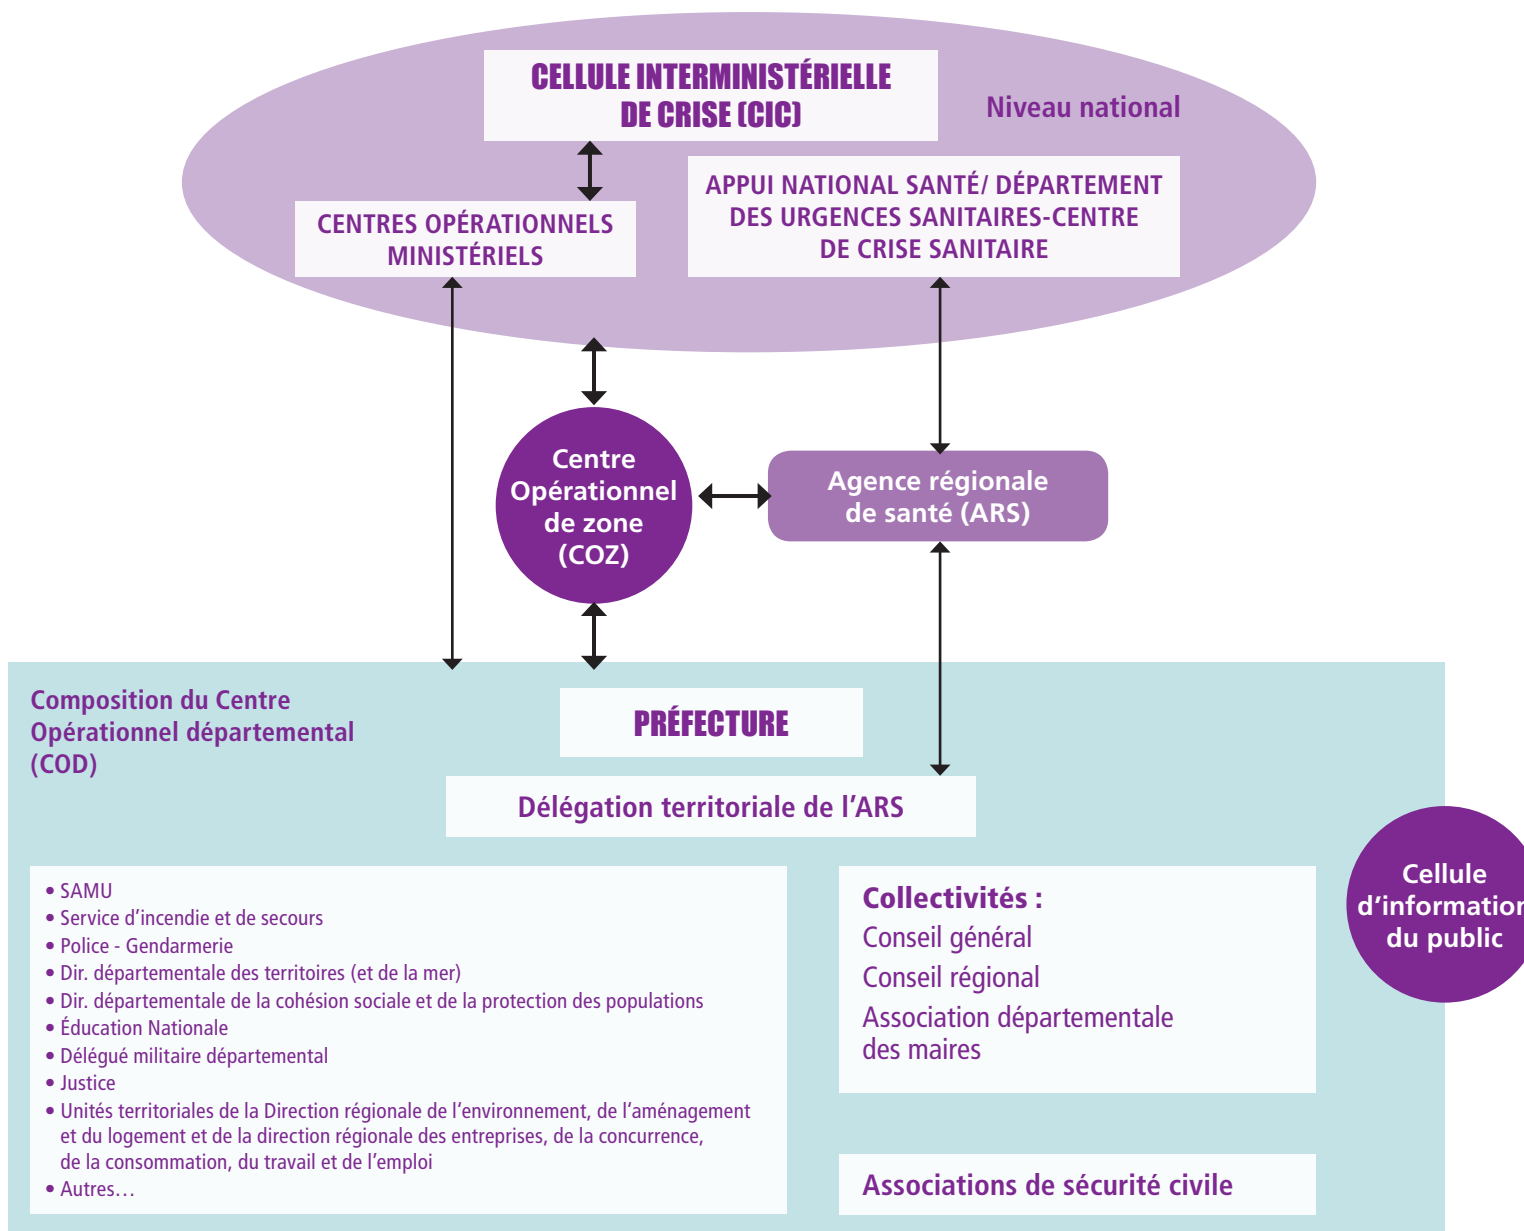 CELLULE INTERMINISTÉRIELLE
DE CRISE (CIC)
Niveau national
APPUI NATIONAL SANTÉ/ DÉPARTEMENT
DES URGENCES SANITAIRES-CENTRE
DE CRISE SANITAIRE
CENTRES OPÉRATIONNELS
MINISTÉRIELS
Centre
Opérationnel
de zone
(COZ)
Agence régionale
de santé (ARS)
Composition du Centre
Opérationnel départemental
(COD)
PRÉFECTURE
Délégation territoriale de l’ARS
• SAMU
• Service d’incendie et de secours
• Police - Gendarmerie
• Dir. départementale des territoires (et de la mer)
• Dir. départementale de la cohésion sociale et de la protection des populations
• Éducation Nationale
• Délégué militaire départemental
• Justice
• Unités territoriales de la Direction régionale de l’environnement, de l’aménagement
et du logement et de la direction régionale des entreprises, de la concurrence,
de la consommation, du travail et de l’emploi
• Autres…
Collectivités :
Conseil général
Conseil régional
Association départementale
des maires
Associations de sécurité civile
Cellule
d’information
du public